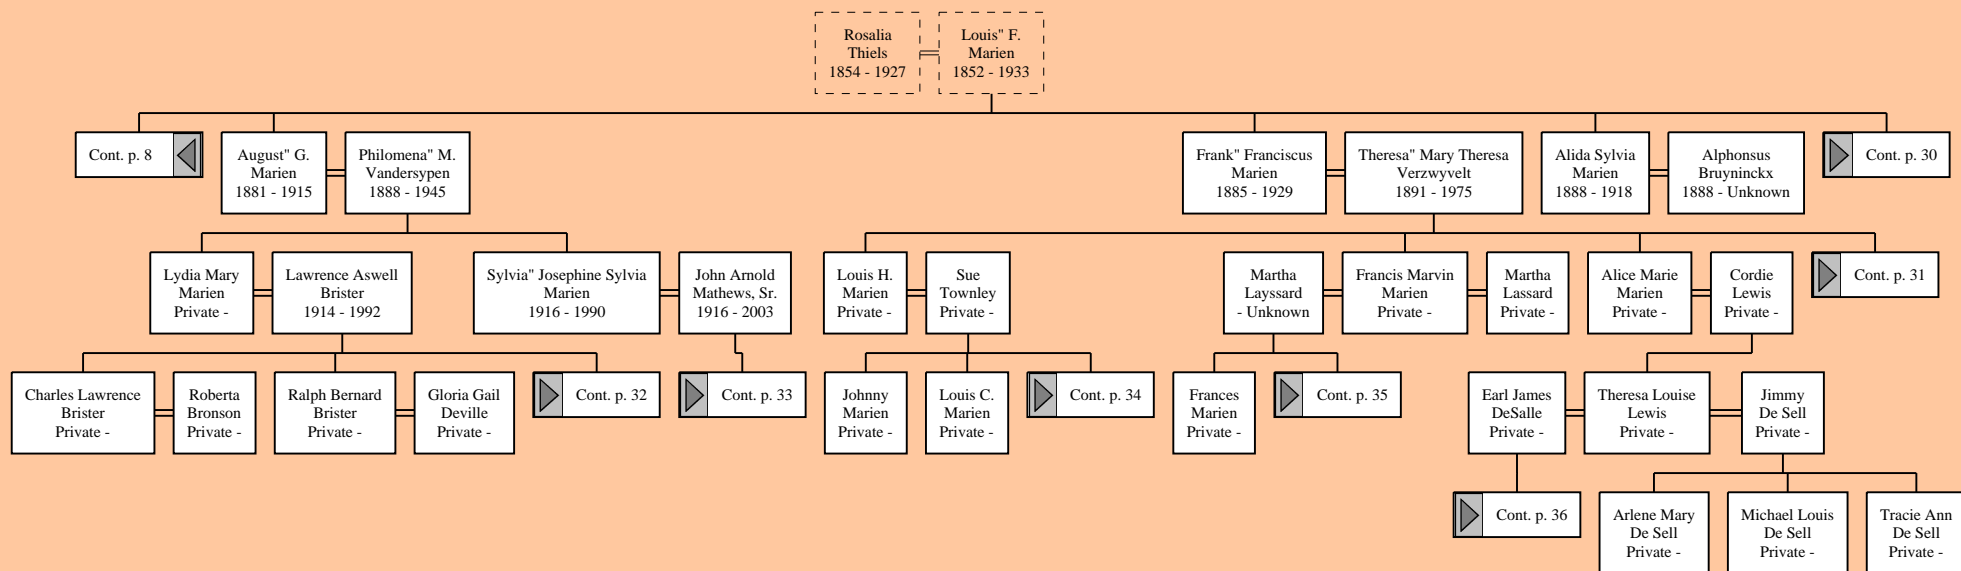 Rosalia
Thiels
1854 - 1927
Louis" F.
Marien
1852 - 1933
Cont. p. 8
August" G.
Marien
1881 - 1915
Philomena" M.
Vandersypen
1888 - 1945
Frank" Franciscus
Marien
1885 - 1929
Theresa" Mary Theresa
Verzwyvelt
1891 - 1975
Alida Sylvia
Marien
1888 - 1918
Alphonsus
Bruyninckx
1888 - Unknown
Cont. p. 30
Lydia Mary
Marien
Private -
Lawrence Aswell
Brister
1914 - 1992
Sylvia" Josephine Sylvia
Marien
1916 - 1990
John Arnold
Mathews, Sr.
1916 - 2003
Louis H.
Marien
Private -
Sue
Townley
Private -
Martha
Layssard
- Unknown
Francis Marvin
Marien
Private -
Martha
Lassard
Private -
Alice Marie
Marien
Private -
Cordie
Lewis
Private -
Cont. p. 31
Charles Lawrence
Brister
Private -
Roberta
Bronson
Private -
Ralph Bernard
Brister
Private -
Gloria Gail
Deville
Private -
Cont. p. 32
Cont. p. 33
Johnny
Marien
Private -
Louis C.
Marien
Private -
Cont. p. 34
Frances
Marien
Private -
Cont. p. 35
Earl James
DeSalle
Private -
Theresa Louise
Lewis
Private -
Jimmy
De Sell
Private -
Cont. p. 36
Arlene Mary
De Sell
Private -
Michael Louis
De Sell
Private -
Tracie Ann
De Sell
Private -